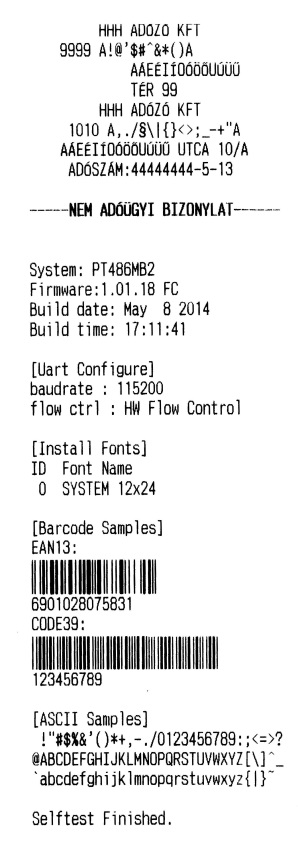 HHH ADÓZÓ KFT
9999 A!@'$#^&*()A
AÁEÉIÍOÓÖŐUÚÜŰ
TÉR 99
HHH ADÓZÓ KFT
1010 A,./§\|{}<>;_-+"A
AÁEÉIÍOÓÖŐUÚÜŰ UTCA 10/A
ADÓSZÁM:44444444-5-13
-----NEM ADÓÜGYI BIZONYLAT------
System: PT486MB2
Firmware:1.01.18 FC
Build date: May  8 2014
Build time: 17:11:41
[Uart Configure]
baudrate : 115200
flow ctrl : HW Flow Control
[Install Fonts]
ID  Font Name
0  SYSTEM 12x24
[Barcode Samples]
EAN13:
6901028075831
CODE39:
123456789
[ASCII Samples]
!"#$%&'()*+,-./0123456789:;<=>?
@ABCDEFGHIJKLMNOPQRSTUVWXYZ[\]^_
`abcdefghijklmnopqrstuvwxyz{|}~
Selftest Finished.